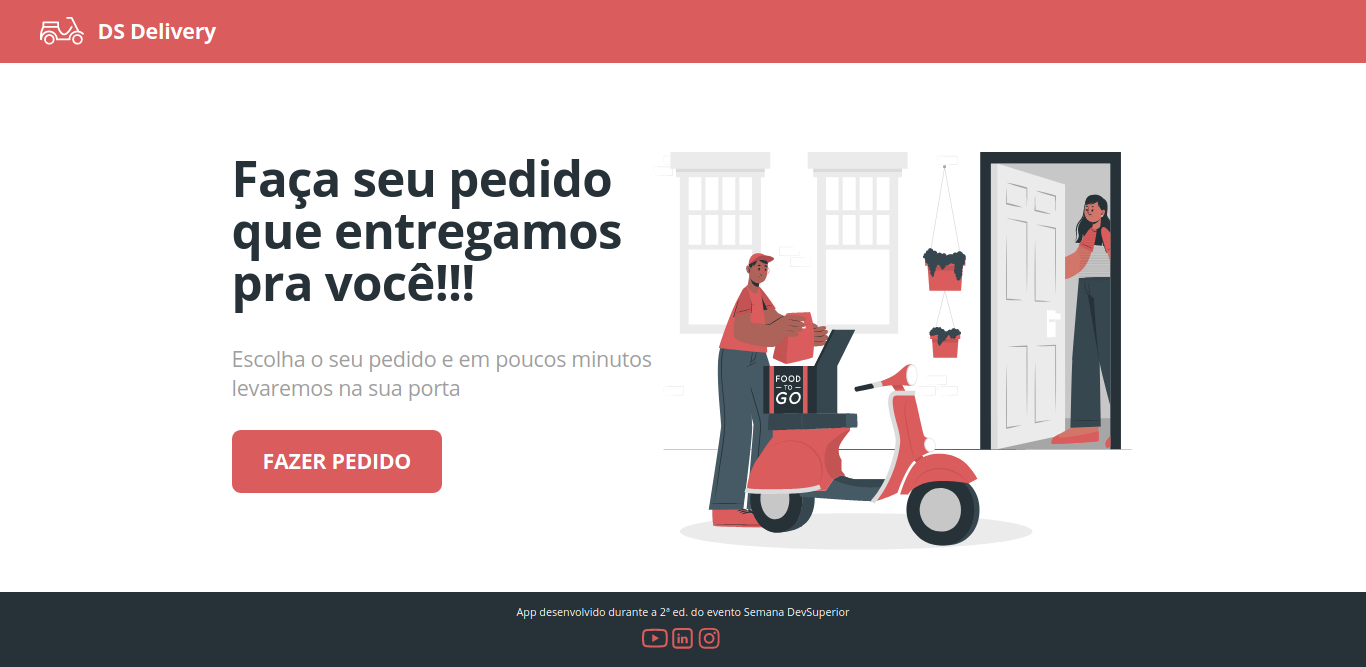 DS Delivery
Faça seu pedido
que entregamos
pra você!!!
Escolha o seu pedido e em poucos minutos
levaremos na sua porta
FAZER PEDIDO
FOOD
TO
GO
App desenvolvido durante a 2ª ed. do evento Semana DevSuperior
in